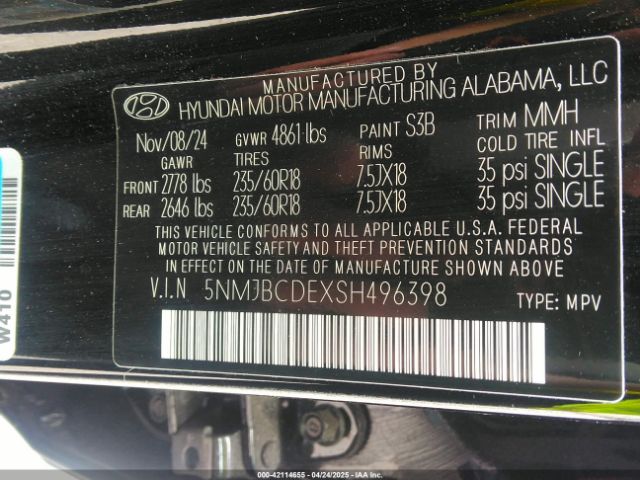 MANUFACTURED BY
HYUNDAI MOTOR MANUFACTURING ALABAMA, LLC
Nov/08/24 GVWR 4861 lbs PAINT S3B TRIM MMH
GAWR TIRES RIMS COLD TIRE INFL
FRONT 2778 lbs 235/60R18 7.5JX18 35 psi SINGLE
REAR 2646 lbs 235/60R18 7.5JX18 35 psi SINGLE
THIS VEHICLE CONFORMS TO ALL APPLICABLE U.S.A. FEDERAL
MOTOR VEHICLE SAFETY AND THEFT PREVENTION STANDARDS
IN EFFECT ON THE DATE OF MANUFACTURE SHOWN ABOVE.
V.I.N 5NMJBCDEXSH496398 TYPE: MPV
W410
000-42114655 04/24/2025 IAA Inc.